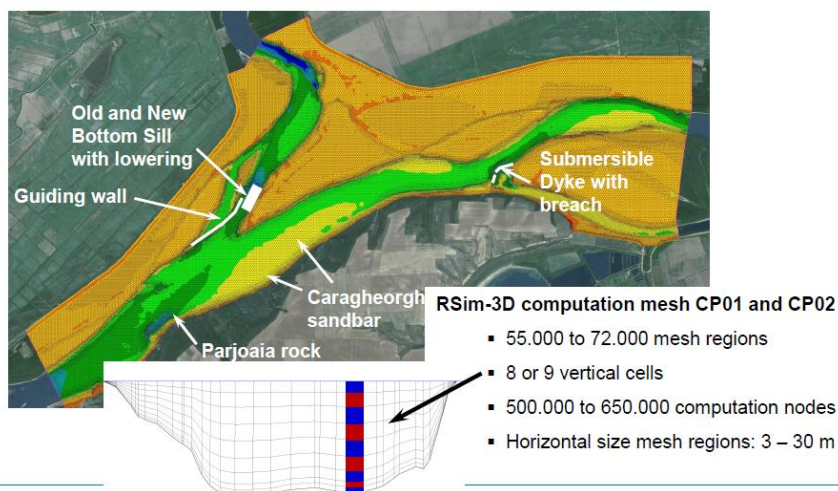 Old and New
Bottom Sill
with lowering
Guiding wall
Submersible
Dyke with
breach
Caragheorgh
sandbar
Parjoaia rock
RSim-3D computation mesh CP01 and CP02
▪ 55.000 to 72.000 mesh regions
▪ 8 or 9 vertical cells
▪ 500.000 to 650.000 computation nodes
▪ Horizontal size mesh regions: 3 – 30 m